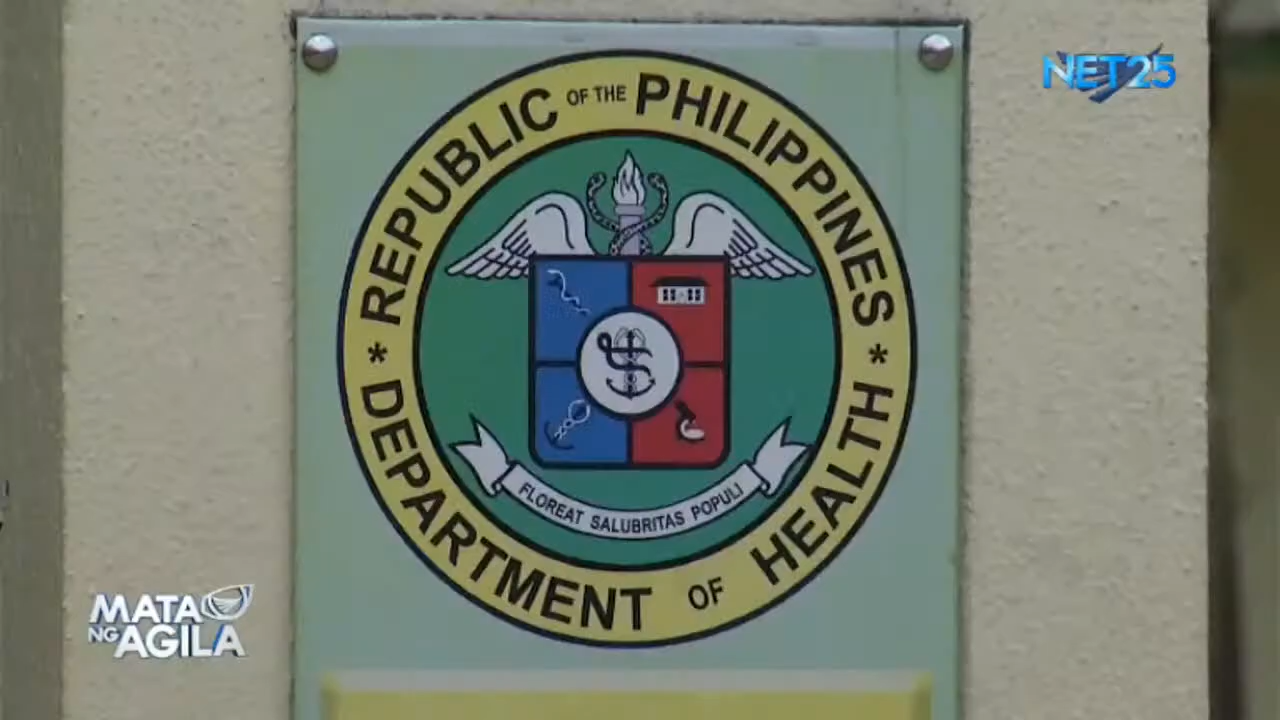 NET25
REPUBLIC OF THE PHILIPPINES
* DEPARTMENT OF HEALTH *
FLOREAT SALUBRITAS POPULI
MATA
NG AGILA